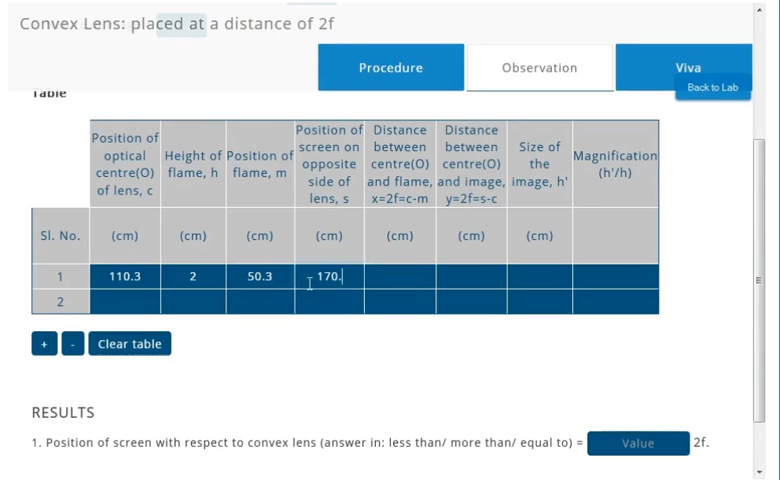 Convex Lens: placed at a distance of 2f
Procedure
Observation
Viva
Back to Lab
Table
Sl. No.
Position of optical centre(O) of lens, c
(cm)
Height of flame, h
(cm)
Position of flame, m
(cm)
Position of screen on opposite side of lens, s
(cm)
Distance between centre(O) and flame, x=2f=c-m
(cm)
Distance between centre(O) and image, y=2f=s-c
(cm)
Size of the image, h'
(cm)
Magnification (h'/h)
1 110.3 2 50.3 170.
2
+ - Clear table
RESULTS
1. Position of screen with respect to convex lens (answer in: less than/ more than/ equal to) = Value 2f.